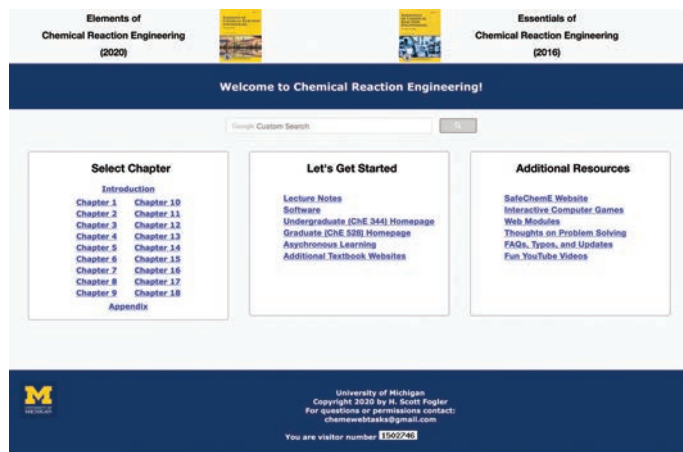 Elements of
Chemical Reaction Engineering
(2020)
Essentials of
Chemical Reaction Engineering
(2016)
Welcome to Chemical Reaction Engineering!
Google Custom Search
Select Chapter
Introduction
Chapter 1 Chapter 10
Chapter 2 Chapter 11
Chapter 3 Chapter 12
Chapter 4 Chapter 13
Chapter 5 Chapter 14
Chapter 6 Chapter 15
Chapter 7 Chapter 16
Chapter 8 Chapter 17
Chapter 9 Chapter 18
Appendix
Let's Get Started
Lecture Notes
Software
Undergraduate (ChE 344) Homepage
Graduate (ChE 528) Homepage
Asychronous Learning
Additional Textbook Websites
Additional Resources
SafeChemE Website
Interactive Computer Games
Web Modules
Thoughts on Problem Solving
FAQs, Typos, and Updates
Fun YouTube Videos
M
University of Michigan
Copyright 2020 by H. Scott Fogler
For questions or permissions contact:
chemewebtasks@gmail.com
You are visitor number 1502746